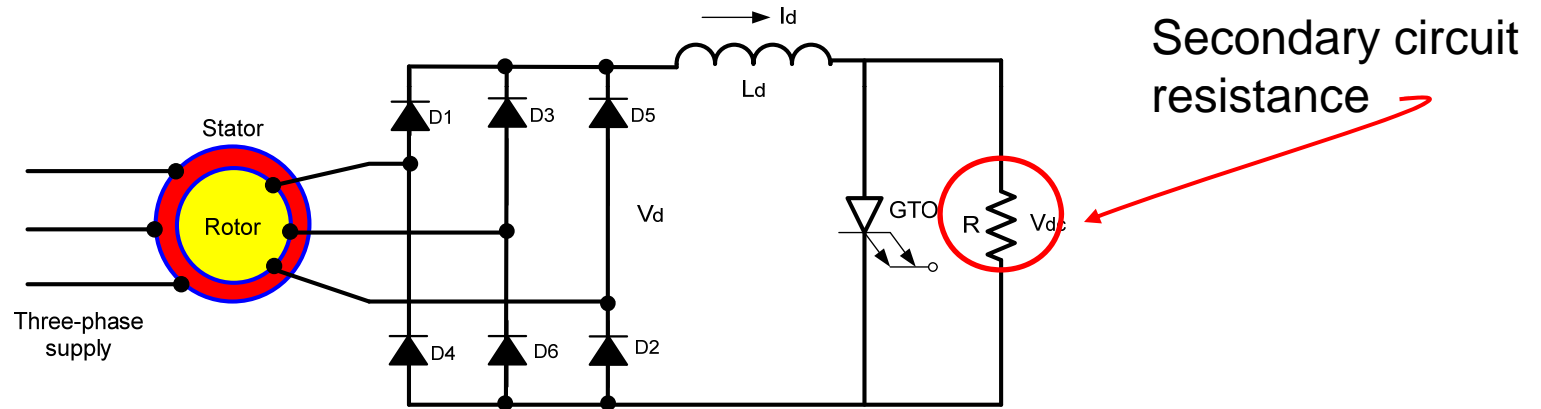 Id
Secondary circuit
resistance
Ld
D1
D3
D5
Stator
Rotor
Vd
GTO
R
Vdc
Three-phase
supply
D4
D6
D2